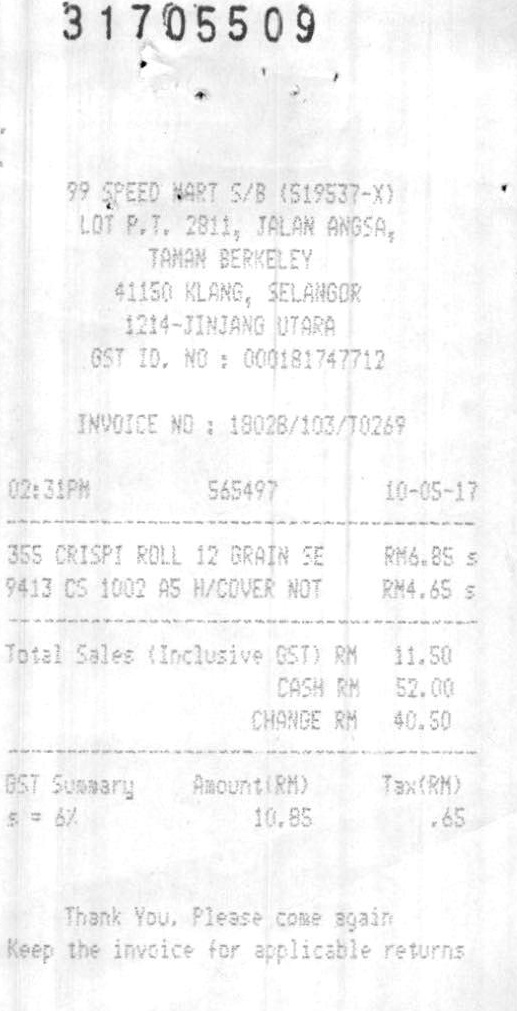 31705509
99 SPEED MART S/B (519537-X)
LOT P.T. 2811, JALAN ANGSA,
TAMAN BERKELEY
41150 KLANG, SELANGOR
1214-JINJANG UTARA
GST ID. NO : 000181747712
INVOICE NO : 18028/103/T0269
02:31PM 565497 10-05-17
355 CRISPI ROLL 12 GRAIN SE RM6.85 s
9413 CS 1002 A5 H/COVER NOT RM4.65 s
Total Sales (Inclusive GST) RM 11.50
CASH RM 52.00
CHANGE RM 40.50
GST Summary Amount(RM) Tax(RM)
s = 6% 10.85 .65
Thank You. Please come again
Keep the invoice for applicable returns